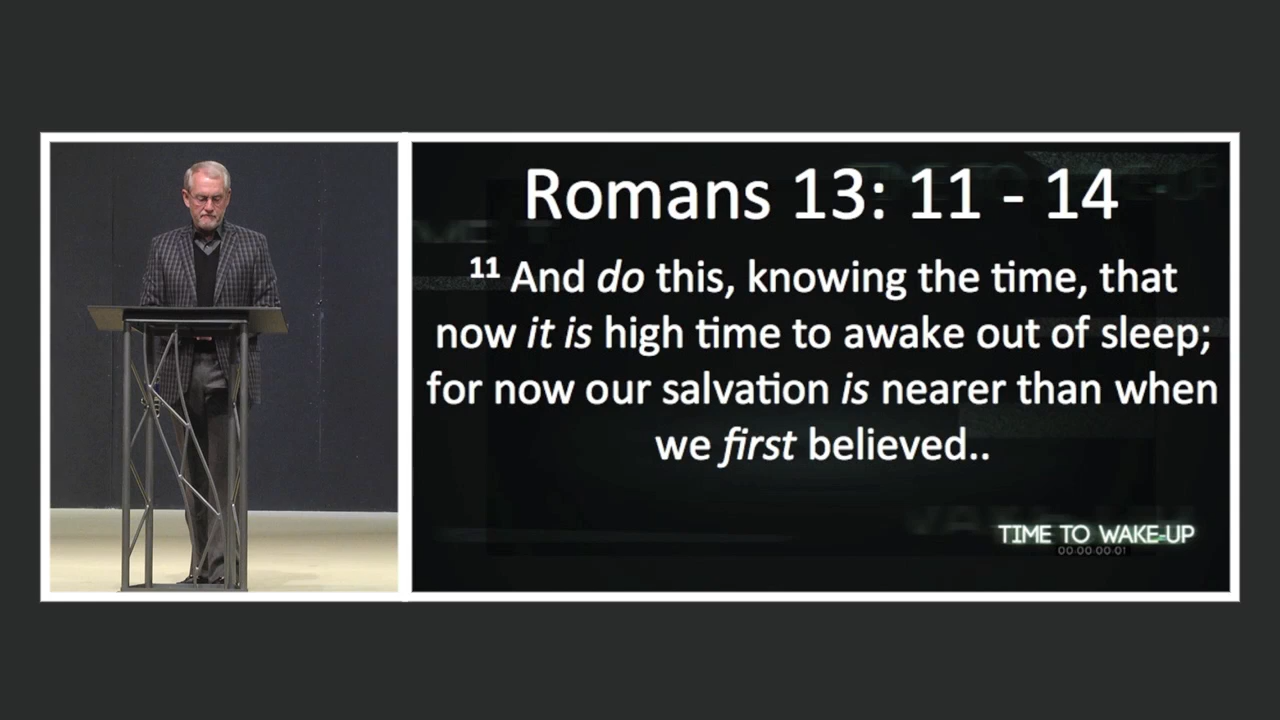 Romans 13: 11 - 14
11 And do this, knowing the time, that
now it is high time to awake out of sleep;
for now our salvation is nearer than when
we first believed..
TIME TO WAKE-UP
00:00:00:01